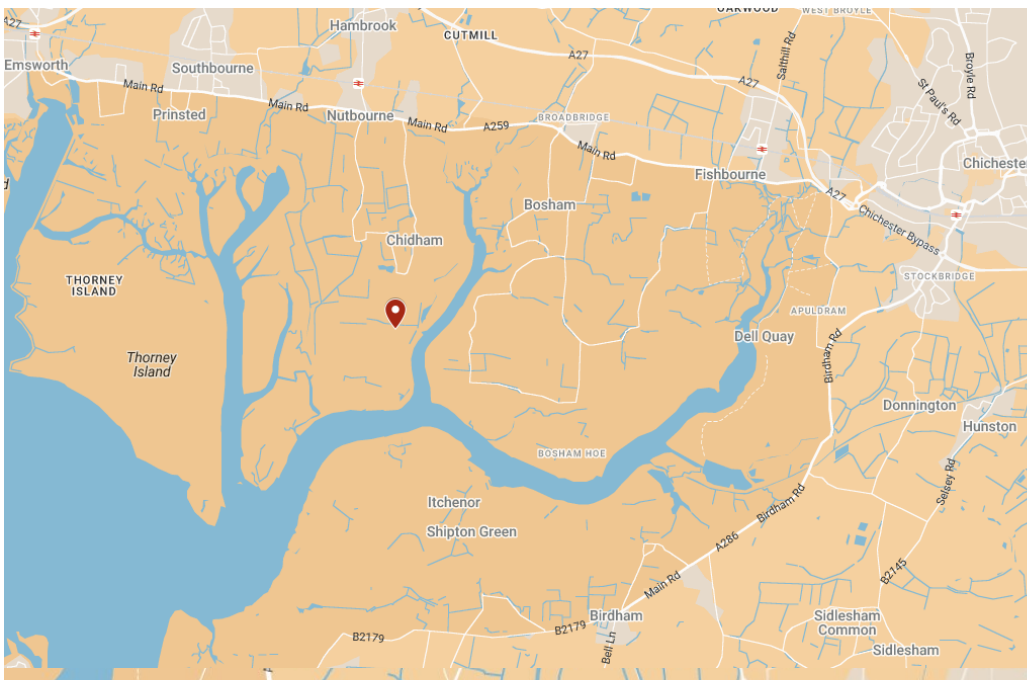 OAKWOOD
WEST BROYLE
A27
Hambrook
CUTMILL
A27
Salthill Rd
Broyle Rd
Emsworth
Southbourne
A27
St Paul's Rd
Main Rd
Main Rd
Prinsted
Nutbourne
Main Rd
A259
BROADBRIDGE
Main Rd
Chichester
Fishbourne
A27
Chichester Bypass
Bosham
Chidham
THORNEY
ISLAND
STOCKBRIDGE
APULDRAM
Thorney
Island
Dell Quay
Birdham Rd
Donnington
Hunston
BOSHAM HOE
Selsey Rd
Itchenor
Birdham Rd
Shipton Green
A286
B2145
Main Rd
Birdham
Sidlesham
Common
B2179
B2179
Bell Ln
Sidlesham